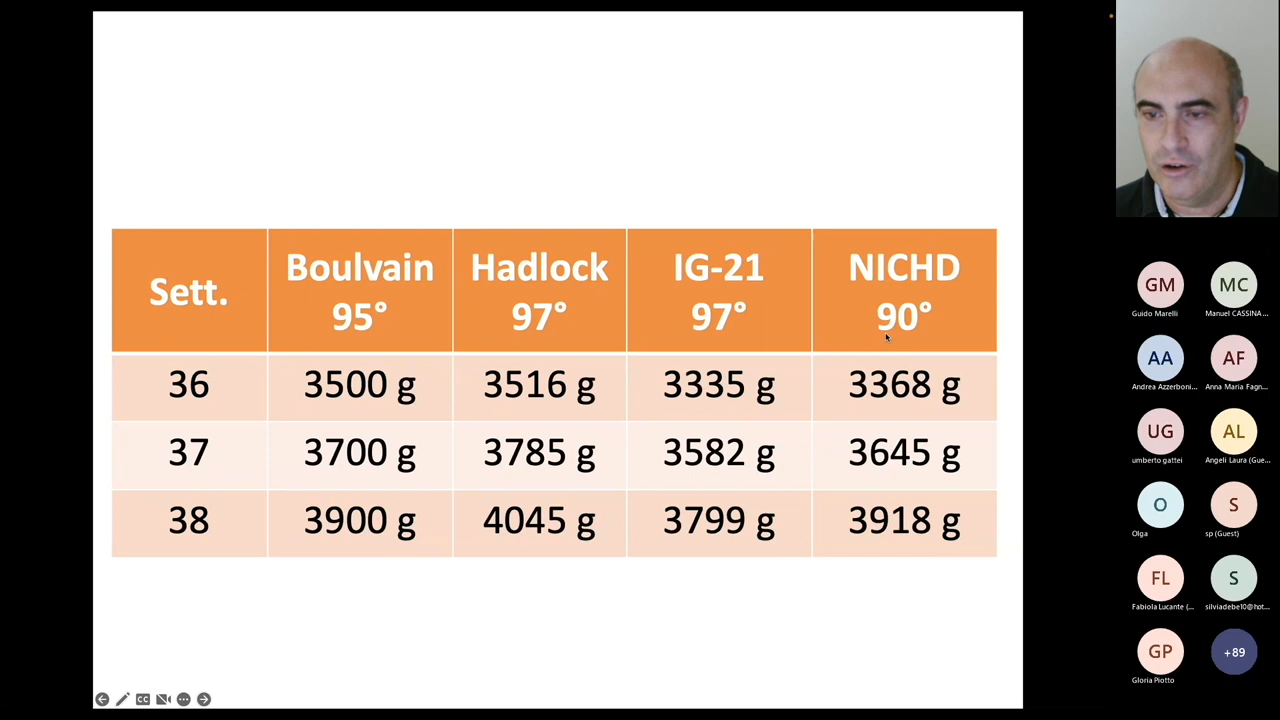 Sett. Boulvain 95° Hadlock 97° IG-21 97° NICHD 90°
36 3500 g 3516 g 3335 g 3368 g
37 3700 g 3785 g 3582 g 3645 g
38 3900 g 4045 g 3799 g 3918 g
CC
GM MC
Guido Marelli Manuel CASSINA ...
AA AF
Andrea Azzerboni... Anna Maria Fagn...
UG AL
umberto gattei Angeli Laura (Gue...
O S
Olga sp (Guest)
FL S
Fabiola Lucante (... silviadebe10@hot...
GP +89
Gloria Piotto